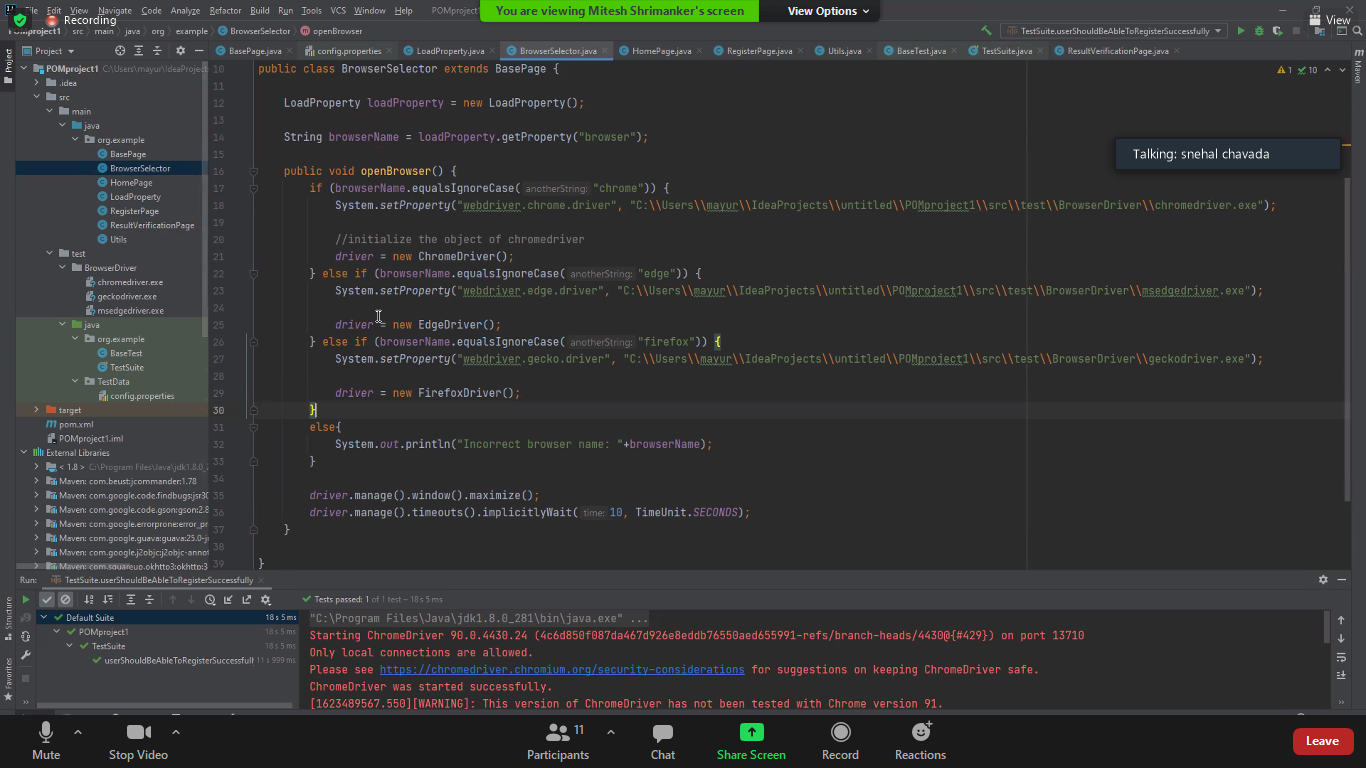 Recording
You are viewing Mitesh Shrimanker's screen
View Options
View
File Edit View Navigate Code Analyze Refactor Build Run Tools VCS Window Help POMproject1
POMproject1 src main java org example BrowserSelector openBrowser
TestSuite.userShouldBeAbleToRegisterSuccessfully
Project
BasePage.java config.properties LoadProperty.java BrowserSelector.java HomePage.java RegisterPage.java Utils.java BaseTest.java TestSuite.java ResultVerificationPage.java
Project
Maven
POMproject1 C:\Users\mayur\IdeaProject
.idea
src
main
java
org.example
BasePage
BrowserSelector
HomePage
LoadProperty
RegisterPage
ResultVerificationPage
Utils
test
BrowserDriver
chromedriver.exe
geckodriver.exe
msedgedriver.exe
java
org.example
BaseTest
TestSuite
TestData
config.properties
target
pom.xml
POMproject1.iml
External Libraries
< 1.8 > C:\Program Files\Java\jdk1.8.0_
Maven: com.beust:jcommander:1.78
Maven: com.google.code.findbugs:jsr30
Maven: com.google.code.gson:gson:2.8
Maven: com.google.errorprone:error_pr
Maven: com.google.guava:guava:25.0-j
Maven: com.google.j2objc:j2objc-annot
Maven: com.squareup.okhttp3:okhttp:3
1 10
Talking: snehal chavada
10 public class BrowserSelector extends BasePage {
11
12 LoadProperty loadProperty = new LoadProperty();
13
14 String browserName = loadProperty.getProperty("browser");
15
16 public void openBrowser() {
17 if (browserName.equalsIgnoreCase( anotherString: "chrome")) {
18 System.setProperty("webdriver.chrome.driver", "C:\\Users\\mayur\\IdeaProjects\\untitled\\POMproject1\\src\\test\\BrowserDriver\\chromedriver.exe");
19
20 //initialize the object of chromedriver
21 driver = new ChromeDriver();
22 } else if (browserName.equalsIgnoreCase( anotherString: "edge")) {
23 System.setProperty("webdriver.edge.driver", "C:\\Users\\mayur\\IdeaProjects\\untitled\\POMproject1\\src\\test\\BrowserDriver\\msedgedriver.exe");
24
25 driver = new EdgeDriver();
26 } else if (browserName.equalsIgnoreCase( anotherString: "firefox")) {
27 System.setProperty("webdriver.gecko.driver", "C:\\Users\\mayur\\IdeaProjects\\untitled\\POMproject1\\src\\test\\BrowserDriver\\geckodriver.exe");
28
29 driver = new FirefoxDriver();
30 }
31 else{
32 System.out.println("Incorrect browser name: "+browserName);
33 }
34
35 driver.manage().window().maximize();
36 driver.manage().timeouts().implicitlyWait( time: 10, TimeUnit.SECONDS);
37 }
38
39 }
Run: TestSuite.userShouldBeAbleToRegisterSuccessfully
Structure
Favorites
Tests passed: 1 of 1 test – 18 s 5 ms
Default Suite 18 s 5 ms
POMproject1 18 s 5 ms
TestSuite 18 s 5 ms
userShouldBeAbleToRegisterSuccessfull 11 s 999 ms
"C:\Program Files\Java\jdk1.8.0_281\bin\java.exe" ...
Starting ChromeDriver 90.0.4430.24 (4c6d850f087da467d926e8eddb76550aed655991-refs/branch-heads/4430@{#429}) on port 13710
Only local connections are allowed.
Please see https://chromedriver.chromium.org/security-considerations for suggestions on keeping ChromeDriver safe.
ChromeDriver was started successfully.
[1623489567.550][WARNING]: This version of ChromeDriver has not been tested with Chrome version 91.
Mute Stop Video Participants 11 Chat Share Screen Record Reactions Leave